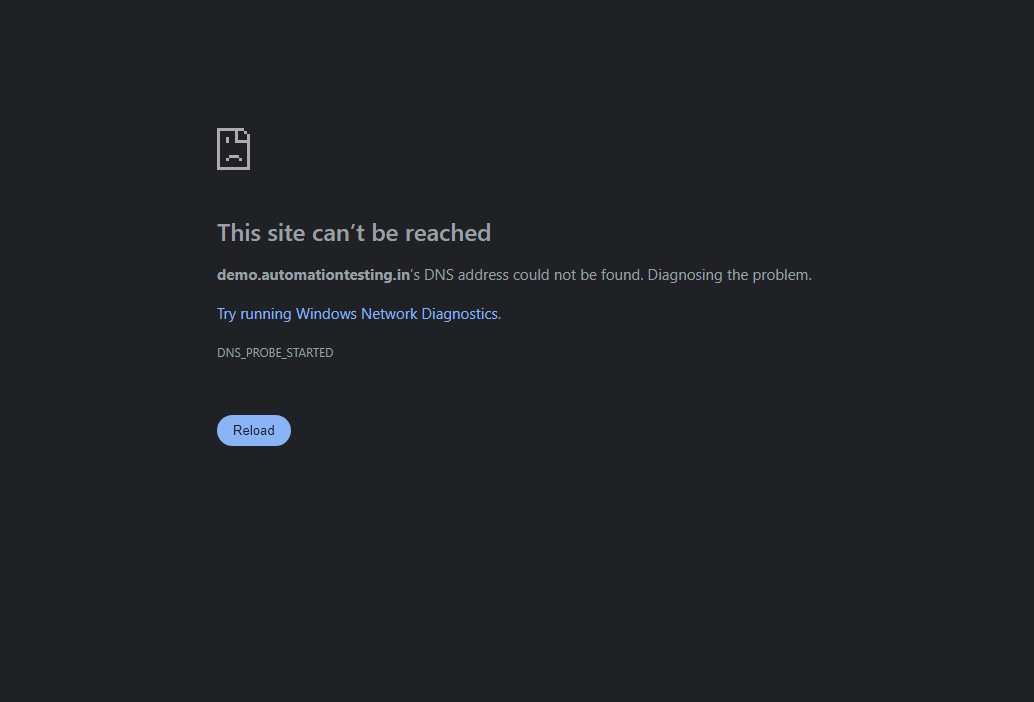 This site can’t be reached
demo.automationtesting.in’s DNS address could not be found. Diagnosing the problem.
Try running Windows Network Diagnostics.
DNS_PROBE_STARTED
Reload